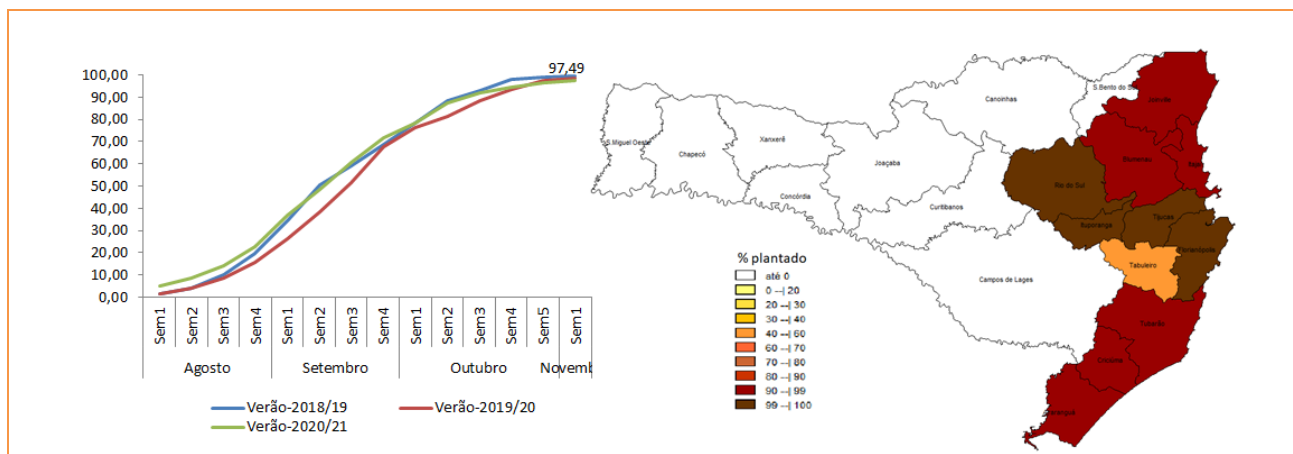 97,49
100,00
90,00
80,00
70,00
60,00
50,00
40,00
30,00
20,00
10,00
0,00
Sem1
Sem2
Sem3
Sem4
Sem1
Sem2
Sem3
Sem4
Sem1
Sem2
Sem3
Sem4
Sem5
Sem1
Agosto
Setembro
Outubro
Novemb
Verão-2018/19
Verão-2019/20
Verão-2020/21
S.Bento do Sul
Canoinhas
Joinville
S.Miguel Oeste
Chapecó
Xanxerê
Joaçaba
Blumenau
Rio do Sul
Concórdia
Curitibanos
Ituporanga
Tijucas
Florianópolis
Tabuleiro
Campos de Lages
Tubarão
Criciúma
Araranguá
% plantado
até 0
0 --| 20
20 --| 30
30 --| 40
40 --| 60
60 --| 70
70 --| 80
80 --| 90
90 --| 99
99 --| 100